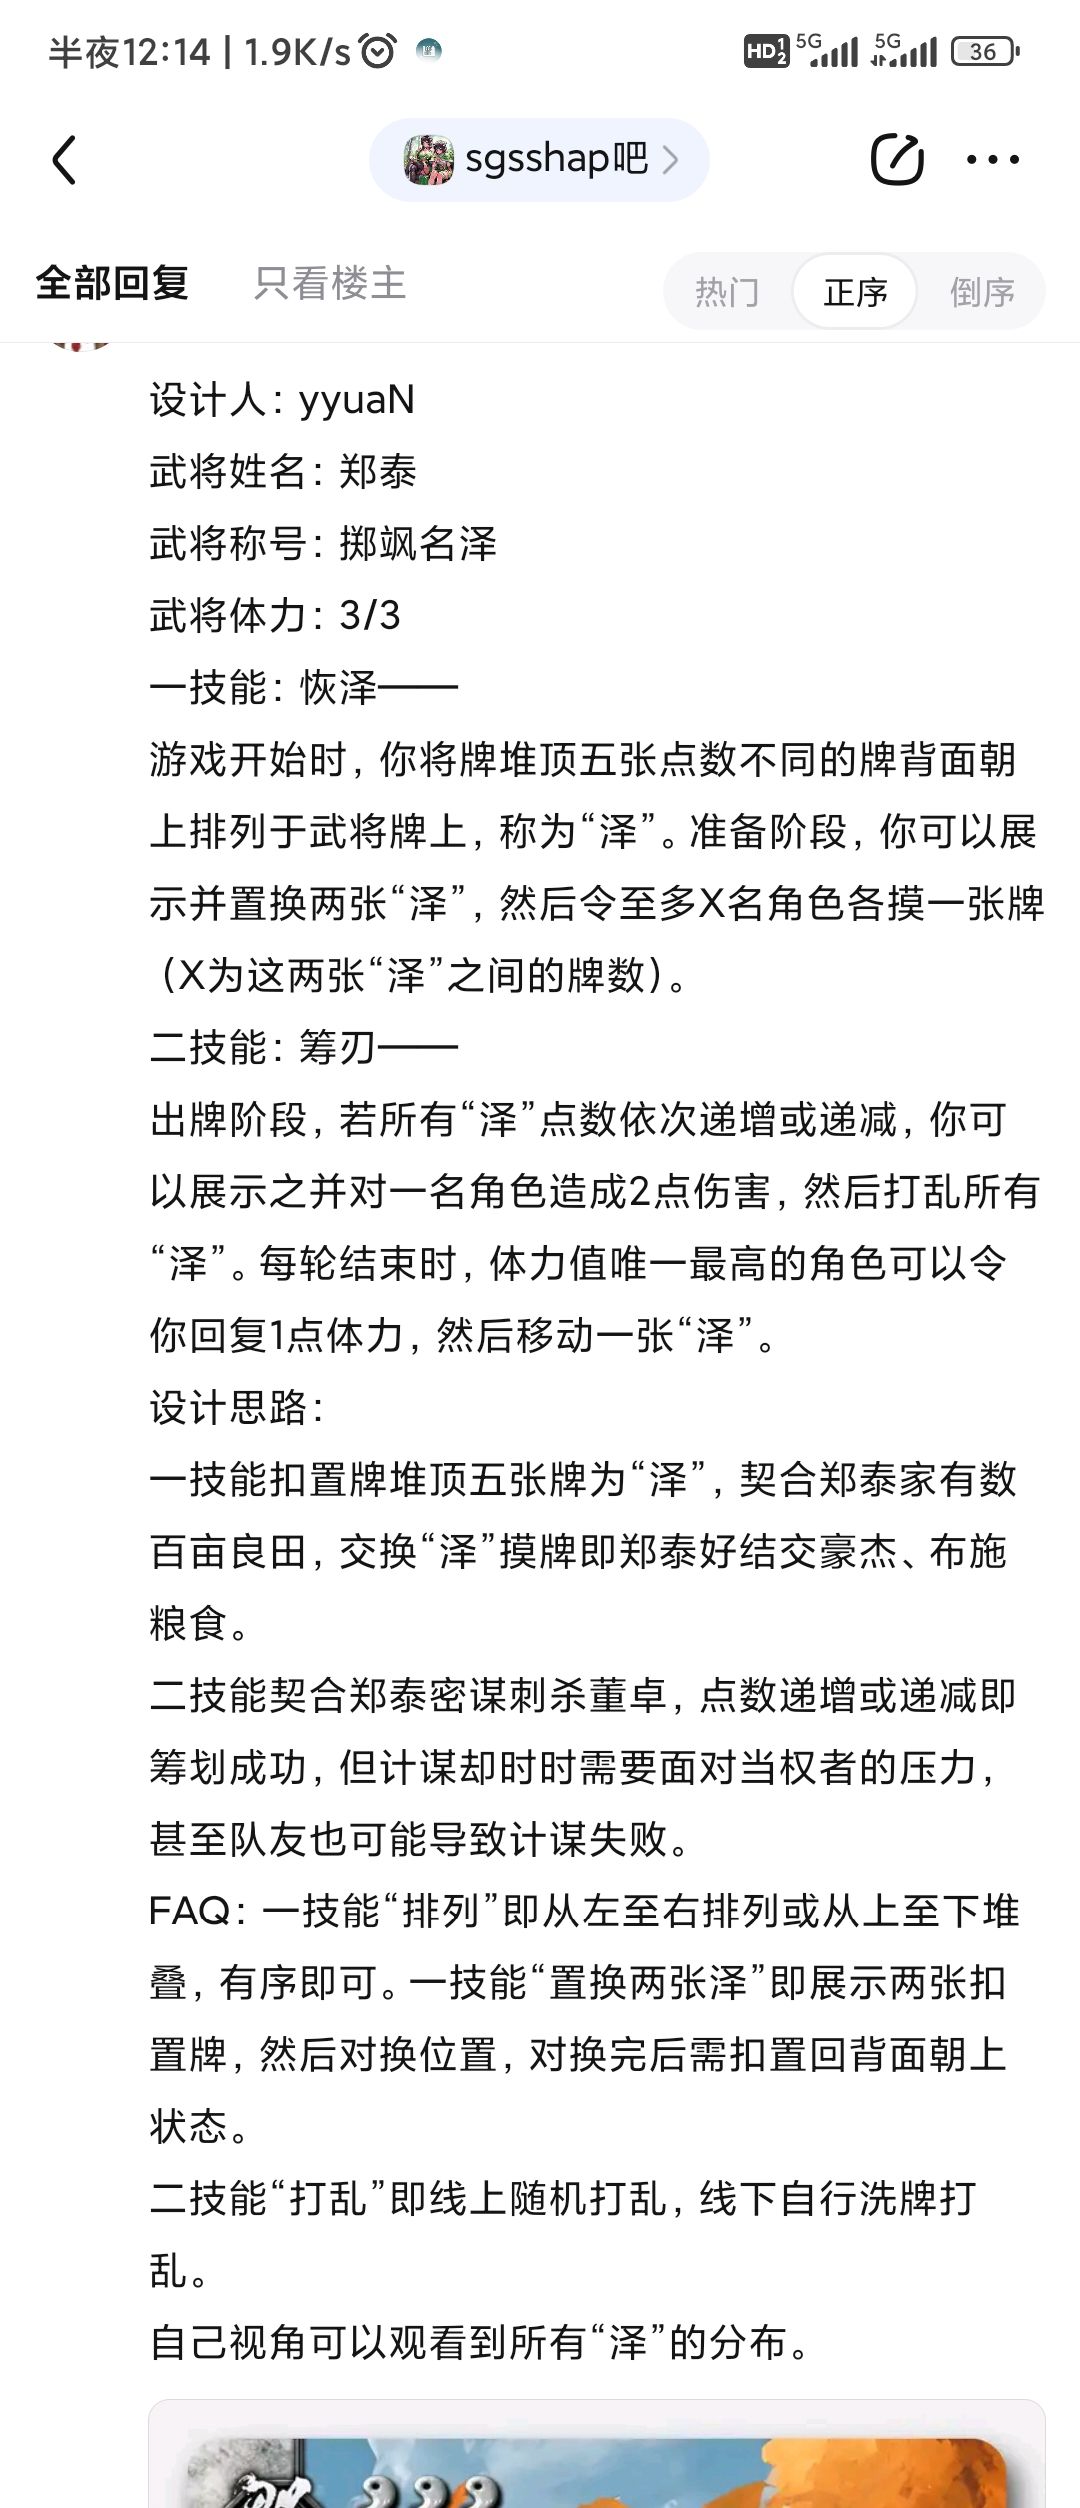 半夜12:14 | 1.9K/s
HD 1 2 5G 5G 36
sgsshap吧
全部回复 只看楼主 热门 正序 倒序
设计人：yyuaN
武将姓名：郑泰
武将称号：掷飒名泽
武将体力：3/3
一技能：恢泽——
游戏开始时，你将牌堆顶五张点数不同的牌背面朝
上排列于武将牌上，称为“泽”。准备阶段，你可以展
示并置换两张“泽”，然后令至多X名角色各摸一张牌
（X为这两张“泽”之间的牌数）。
二技能：筹刃——
出牌阶段，若所有“泽”点数依次递增或递减，你可
以展示之并对一名角色造成2点伤害，然后打乱所有
“泽”。每轮结束时，体力值唯一最高的角色可以令
你回复1点体力，然后移动一张“泽”。
设计思路：
一技能扣置牌堆顶五张牌为“泽”，契合郑泰家有数
百亩良田，交换“泽”摸牌即郑泰好结交豪杰、布施
粮食。
二技能契合郑泰密谋刺杀董卓，点数递增或递减即
筹划成功，但计谋却时时需要面对当权者的压力，
甚至队友也可能导致计谋失败。
FAQ：一技能“排列”即从左至右排列或从上至下堆
叠，有序即可。一技能“置换两张泽”即展示两张扣
置牌，然后对换位置，对换完后需扣置回背面朝上
状态。
二技能“打乱”即线上随机打乱，线下自行洗牌打
乱。
自己视角可以观看到所有“泽”的分布。